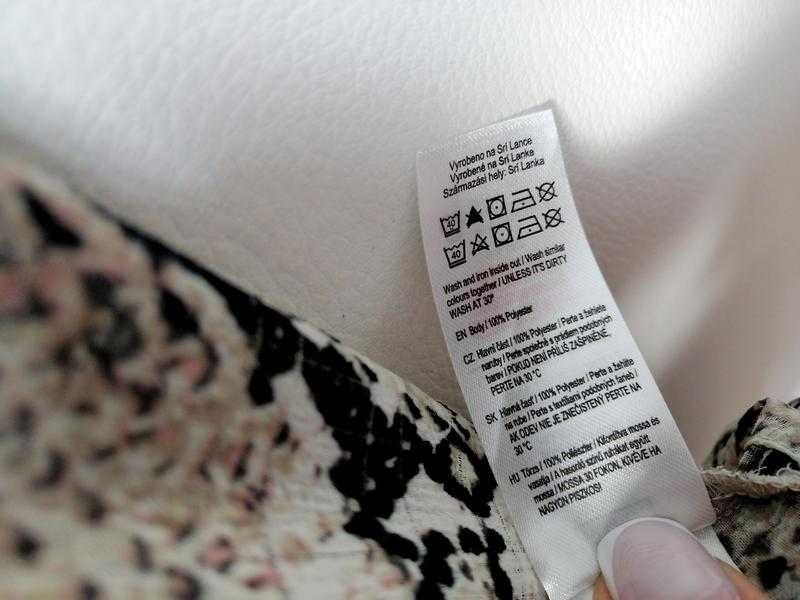 Vyrobeno na Srí Lance
Vyrobené na Srí Lanke
Származási hely: Srí Lanka
40
40
Wash and iron inside out / Wash similar
colours together / UNLESS IT'S DIRTY
WASH AT 30°
EN Body / 100% Polyester
CZ Hlavní část / 100% Polyester / Perte a žehlete
naruby / Perte společně s prádlem podobných
barev / POKUD NENÍ PŘÍLIŠ ZAŠPINĚNÉ,
PERTE NA 30 °C
SK Hlavná časť / 100% Polyester / Perte a žehlite
na rube / Perte s textíliami podobných farieb /
AK ODEV NIE JE ZNEČISTENÝ PERTE NA
30 °C
HU Törzs / 100% Poliészter / Kifordítva mossa és
vasalja / A hasonló színű ruhákat együtt
mossa / MOSSA 30 FOKON, KIVÉVE HA
NAGYON PISZKOS!